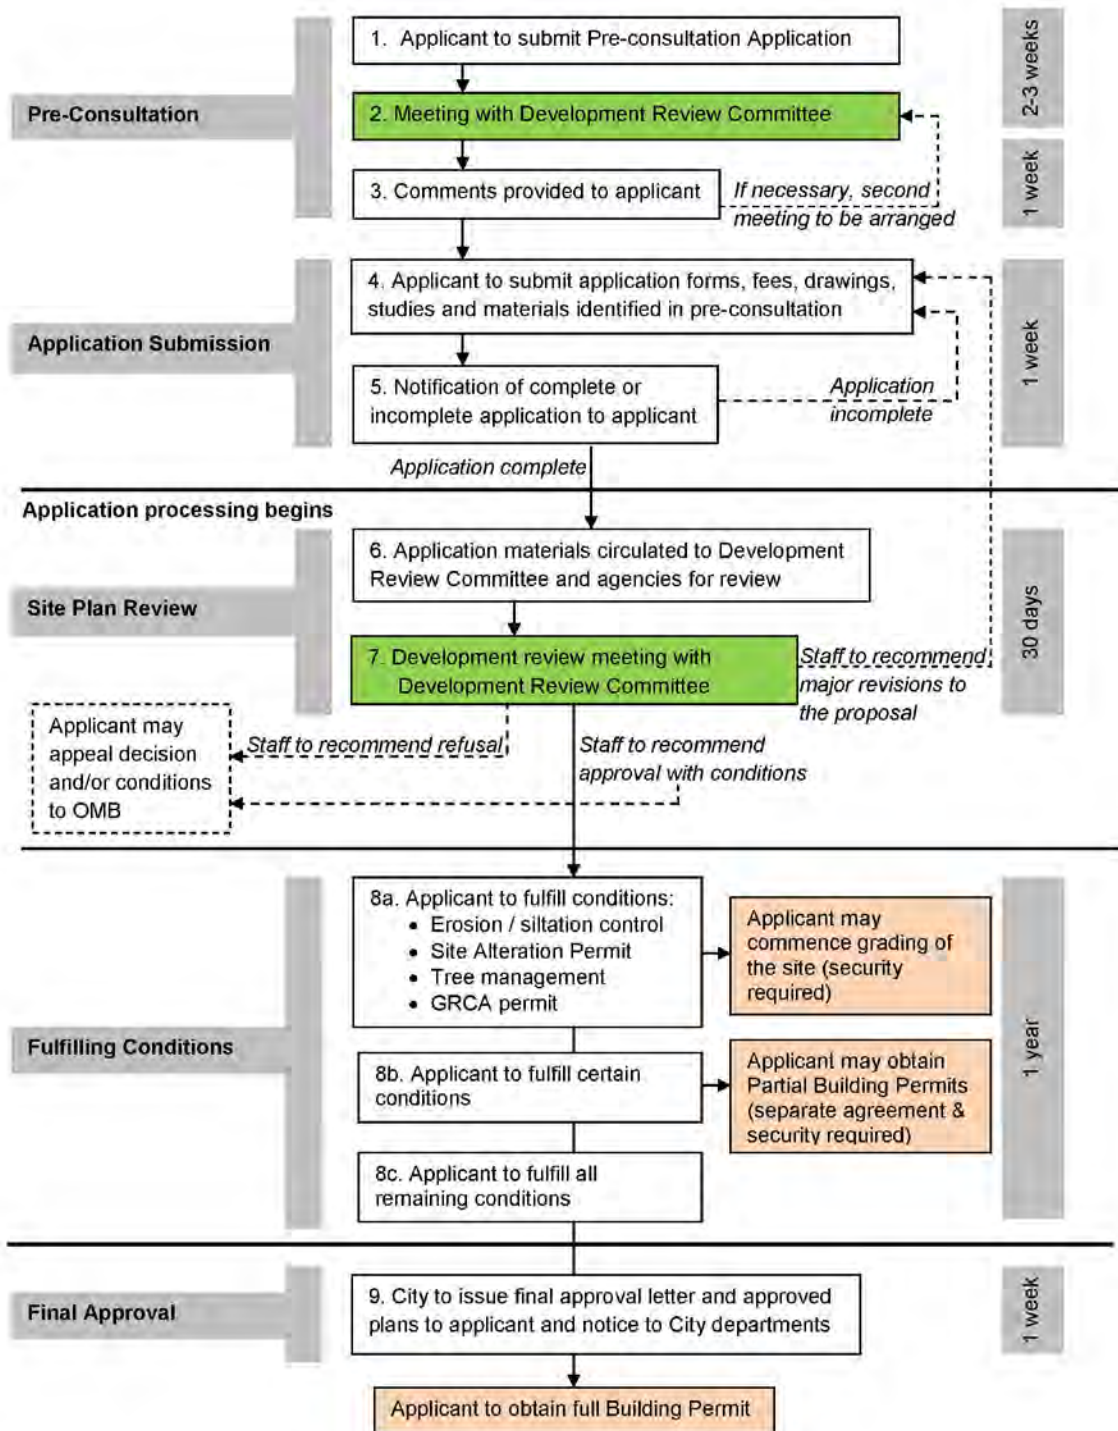 1. Applicant to submit Pre-consultation Application
2-3 weeks
Pre-Consultation
2. Meeting with Development Review Committee
3. Comments provided to applicant
If necessary, second
meeting to be arranged
1 week
4. Applicant to submit application forms, fees, drawings,
studies and materials identified in pre-consultation
Application Submission
1 week
5. Notification of complete or
incomplete application to applicant
Application
incomplete
Application complete
Application processing begins
6. Application materials circulated to Development
Review Committee and agencies for review
Site Plan Review
30 days
7. Development review meeting with
Development Review Committee
Staff to recommend
major revisions to
the proposal
Applicant may
appeal decision
and/or conditions
to OMB
Staff to recommend refusal
Staff to recommend
approval with conditions
8a. Applicant to fulfill conditions:
• Erosion / siltation control
• Site Alteration Permit
• Tree management
• GRCA permit
Applicant may
commence grading of
the site (security
required)
Fulfilling Conditions
1 year
8b. Applicant to fulfill certain
conditions
Applicant may obtain
Partial Building Permits
(separate agreement &
security required)
8c. Applicant to fulfill all
remaining conditions
Final Approval
9. City to issue final approval letter and approved
plans to applicant and notice to City departments
1 week
Applicant to obtain full Building Permit